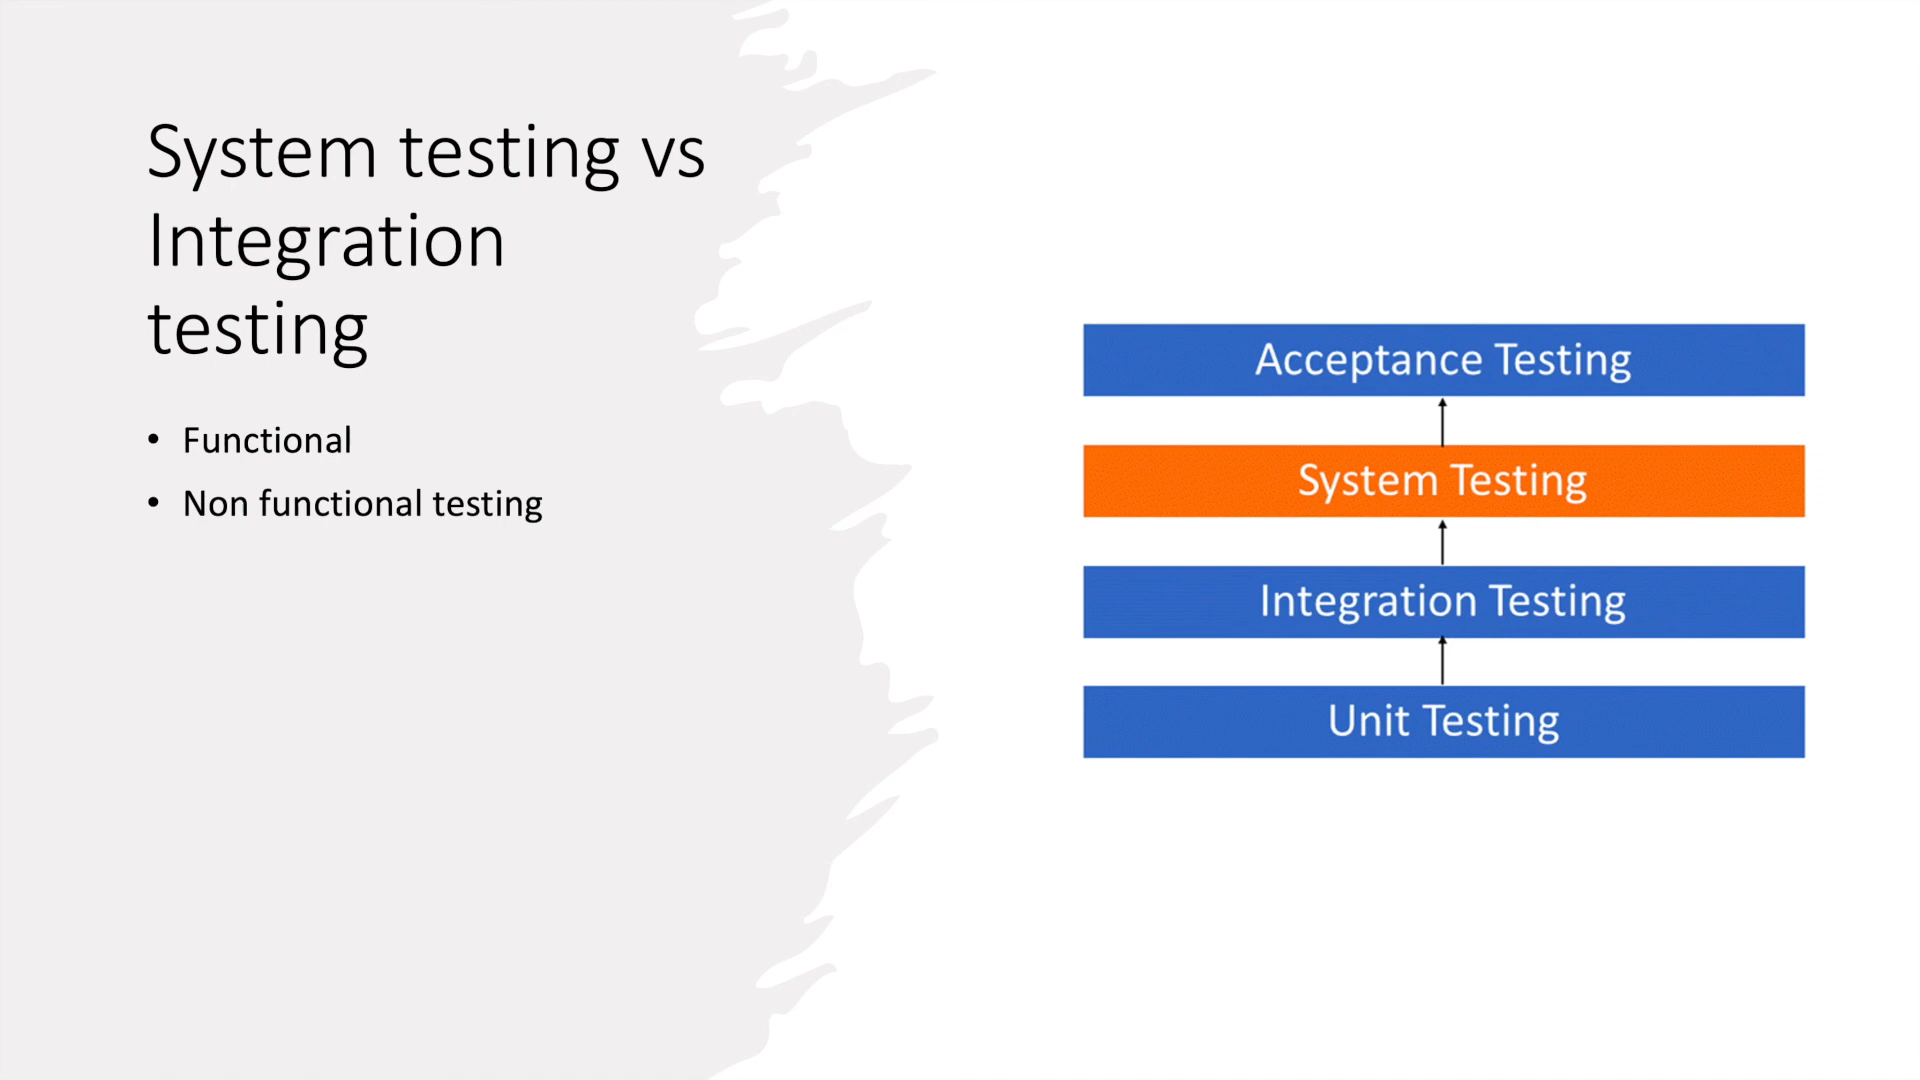 System testing vs
Integration
testing
• Functional
• Non functional testing
Acceptance Testing
System Testing
Integration Testing
Unit Testing